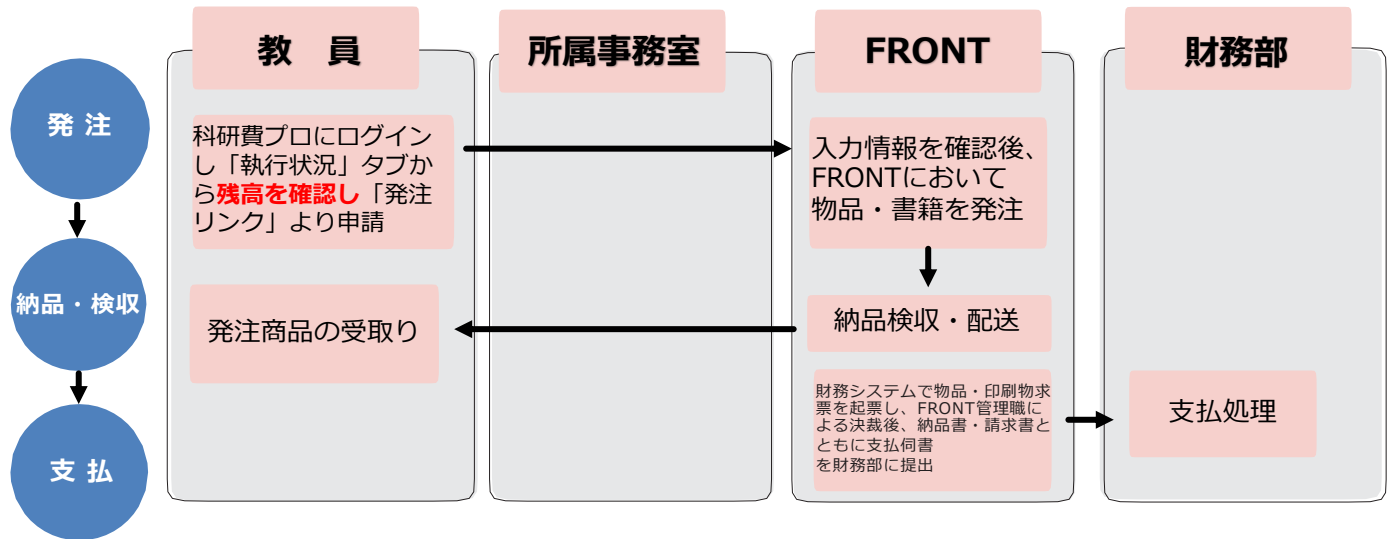 教　員
所属事務室
FRONT
財務部
発 注
科研費プロにログイン
し「執行状況」タブか
ら残高を確認し「発注
リンク」より申請
入力情報を確認後、
FRONTにおいて
物品・書籍を発注
納品・検収
発注商品の受取り
納品検収・配送
支 払
財務システムで物品・印刷物求
票を起票し、FRONT管理職に
よる決裁後、納品書・請求書と
ともに支払伺書
を財務部に提出
支払処理